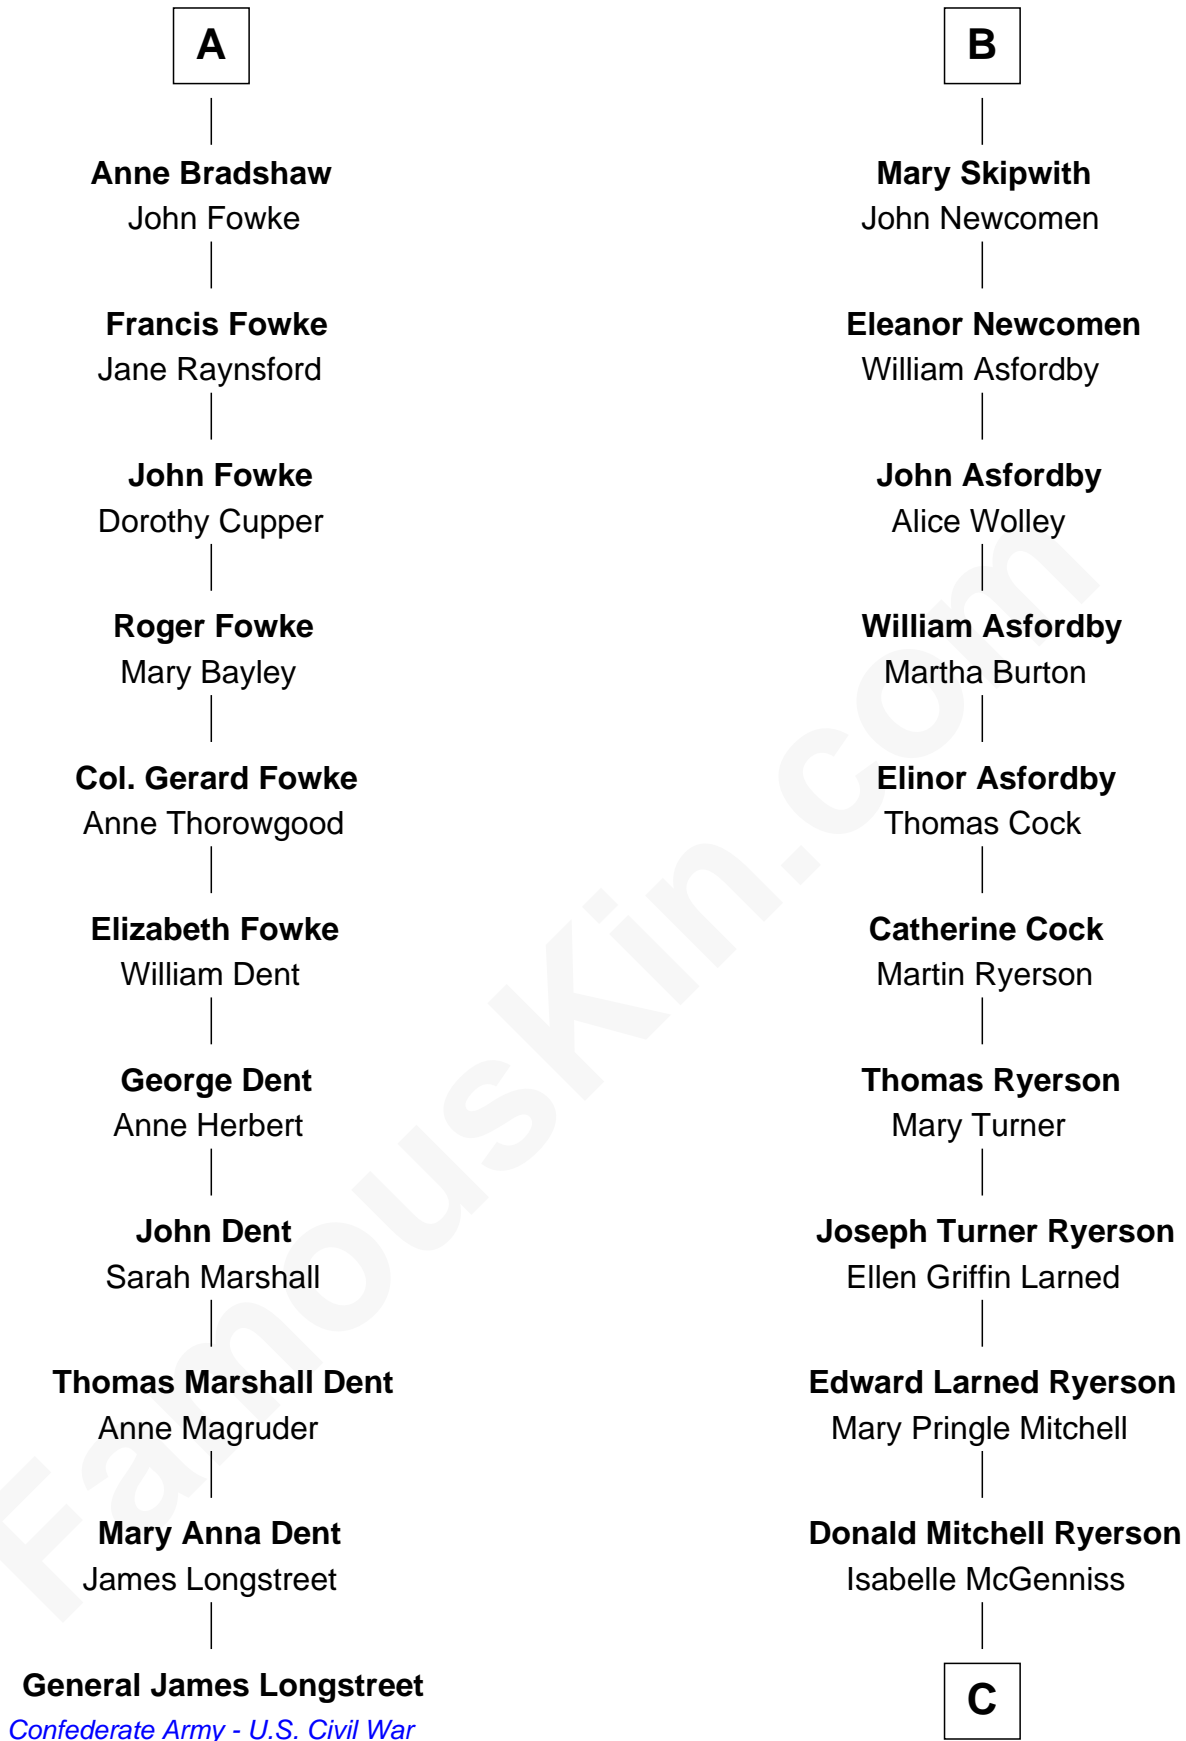 A
Anne Bradshaw
John Fowke
Francis Fowke
Jane Raynsford
John Fowke
Dorothy Cupper
Roger Fowke
Mary Bayley
Col. Gerard Fowke
Anne Thorowgood
Elizabeth Fowke
William Dent
George Dent
Anne Herbert
John Dent
Sarah Marshall
Thomas Marshall Dent
Anne Magruder
Mary Anna Dent
James Longstreet
General James Longstreet
Confederate Army - U.S. Civil War
B
Mary Skipwith
John Newcomen
Eleanor Newcomen
William Asfordby
John Asfordby
Alice Wolley
William Asfordby
Martha Burton
Elinor Asfordby
Thomas Cock
Catherine Cock
Martin Ryerson
Thomas Ryerson
Mary Turner
Joseph Turner Ryerson
Ellen Griffin Larned
Edward Larned Ryerson
Mary Pringle Mitchell
Donald Mitchell Ryerson
Isabelle McGenniss
C
FamousKin.com